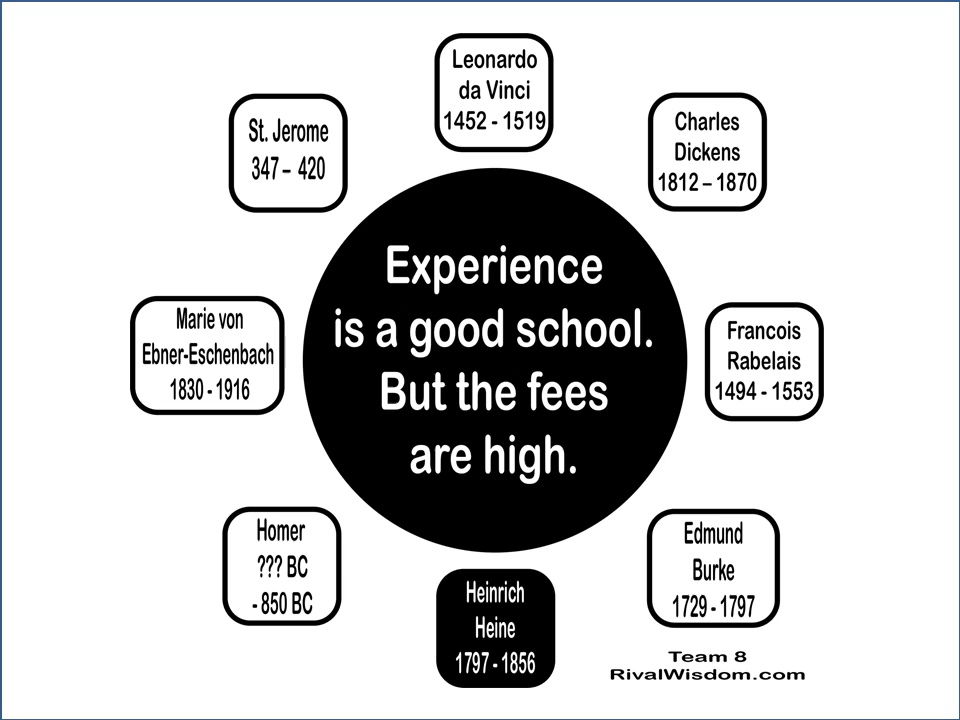 Leonardo
da Vinci
1452 - 1519
St. Jerome
347 – 420
Charles
Dickens
1812 – 1870
Experience
is a good school.
But the fees
are high.
Marie von
Ebner-Eschenbach
1830 - 1916
Francois
Rabelais
1494 - 1553
Homer
??? BC
- 850 BC
Heinrich
Heine
1797 - 1856
Edmund
Burke
1729 - 1797
Team 8
RivalWisdom.com